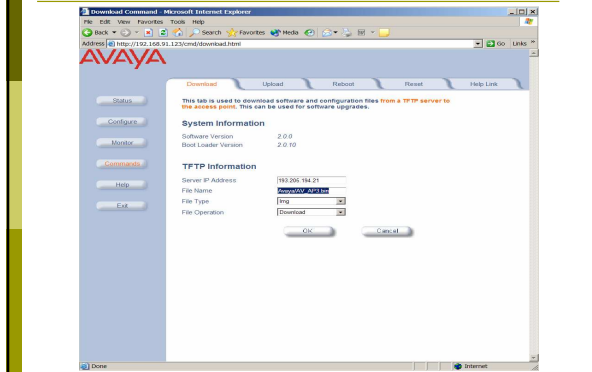 Download Command - Microsoft Internet Explorer
File Edit View Favorites Tools Help
Back Search Favorites Media
Address http://192.168.91.123/cmd/download.html Go Links »
AVAYA
Download Upload Reboot Reset Help Link
Status
Configure
Monitor
Commands
Help
Exit
This tab is used to download software and configuration files from a TFTP server to
the access point. This can be used for software upgrades.
System Information
Software Version 2.0.0
Boot Loader Version 2.0.10
TFTP Information
Server IP Address 193.205.194.21
File Name Avaya/AV_AP3.bin
File Type Img
File Operation Download
OK Cancel
Done Internet